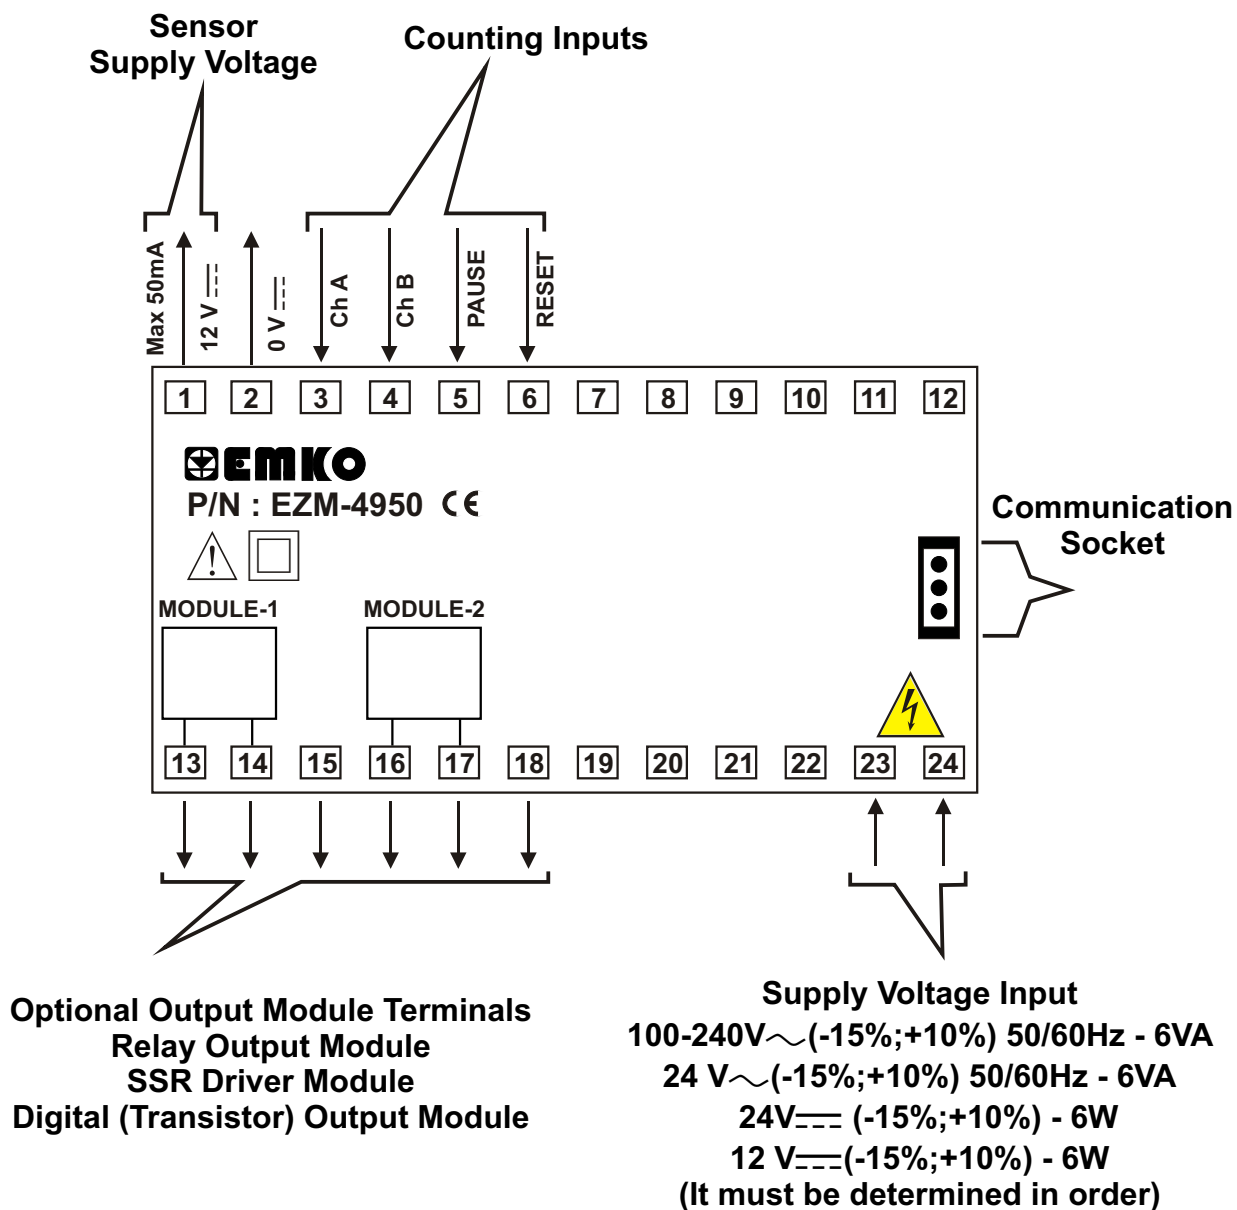 Sensor
Supply Voltage
Counting Inputs
Max 50mA
12 V
0 V
Ch A
Ch B
PAUSE
RESET
1 2 3 4 5 6 7 8 9 10 11 12
EMKO
P/N : EZM-4950 CE
Communication
Socket
MODULE-1 MODULE-2
13 14 15 16 17 18 19 20 21 22 23 24
Optional Output Module Terminals
Relay Output Module
SSR Driver Module
Digital (Transistor) Output Module
Supply Voltage Input
100-240V～(-15%;+10%) 50/60Hz - 6VA
24 V～(-15%;+10%) 50/60Hz - 6VA
24V⎓ (-15%;+10%) - 6W
12 V⎓(-15%;+10%) - 6W
(It must be determined in order)